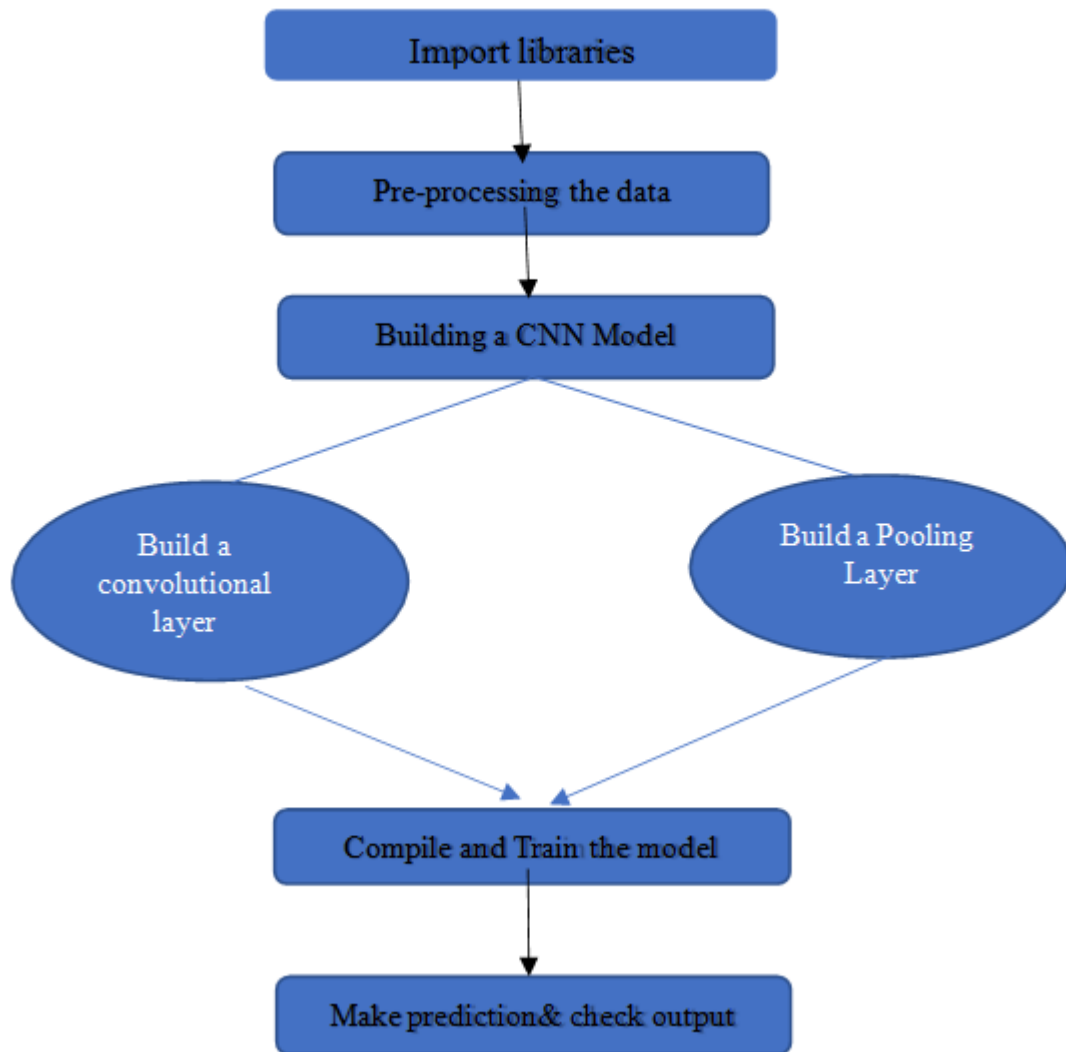 Import libraries
Pre-processing the data
Building a CNN Model
Build a
convolutional
layer
Build a Pooling
Layer
Compile and Train the model
Make prediction& check output